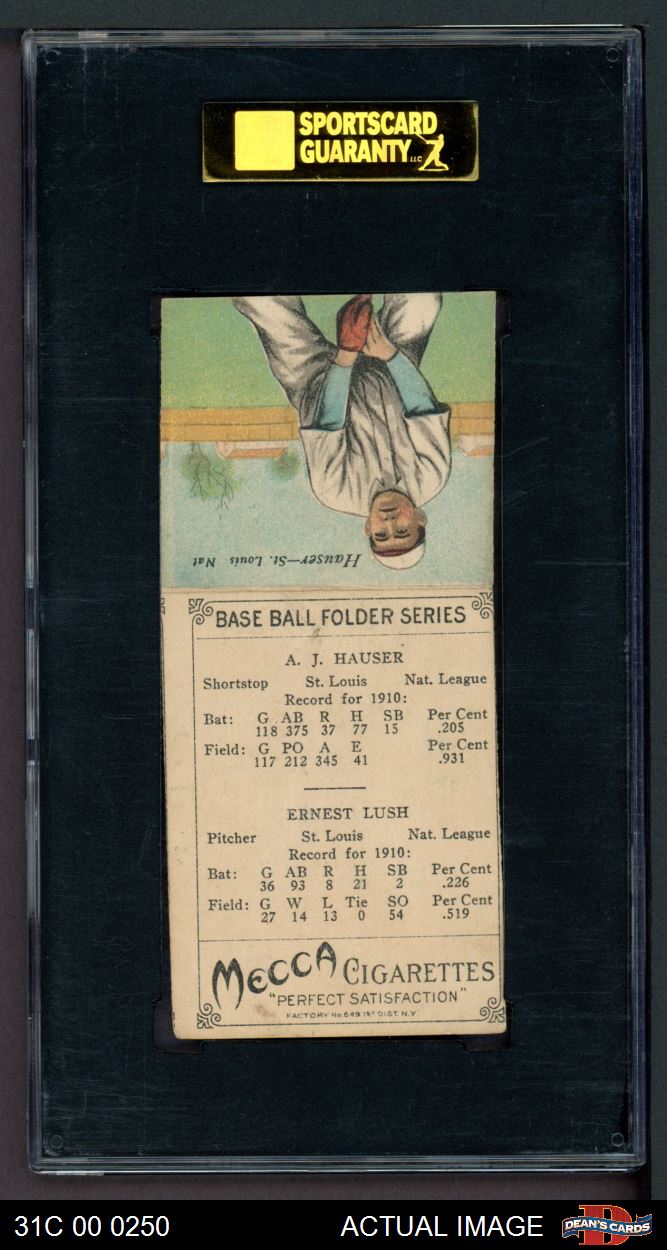 SPORTSCARD
GUARANTY LLC
Hauser—St. Louis Nat
BASE BALL FOLDER SERIES
A. J. HAUSER
Shortstop St. Louis Nat. League
Record for 1910:
Bat: G AB R H SB Per Cent
118 375 37 77 15 .205
Field: G PO A E Per Cent
117 212 345 41 .931
ERNEST LUSH
Pitcher St. Louis Nat. League
Record for 1910:
Bat: G AB R H SB Per Cent
36 93 8 21 2 .226
Field: G W L Tie SO Per Cent
27 14 13 0 54 .519
MECCA CIGARETTES
"PERFECT SATISFACTION"
FACTORY No. 649 1ST DIST. N.Y.
31C 00 0250 ACTUAL IMAGE DEAN'S CARDS